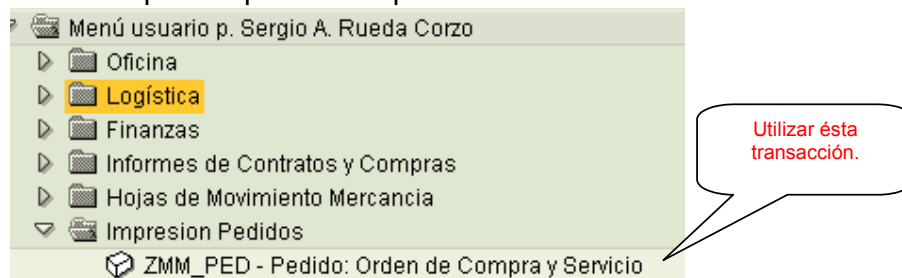 Menú usuario p. Sergio A. Rueda Corzo
Oficina
Logística
Finanzas
Informes de Contratos y Compras
Hojas de Movimiento Mercancia
Impresion Pedidos
ZMM_PED - Pedido: Orden de Compra y Servicio
Utilizar ésta
transacción.